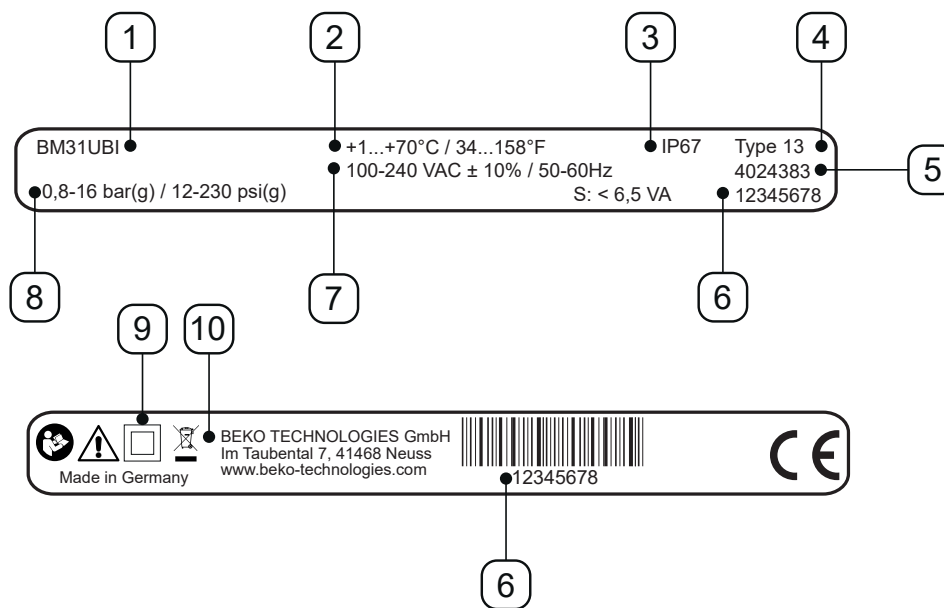 1 2 3 4
BM31UBI +1...+70°C / 34...158°F IP67 Type 13
100-240 VAC ± 10% / 50-60Hz 4024383 5
0,8-16 bar(g) / 12-230 psi(g) S: < 6,5 VA 12345678
8 7 6
9 10
BEKO TECHNOLOGIES GmbH
Im Taubental 7, 41468 Neuss
Made in Germany www.beko-technologies.com
12345678
CE
6